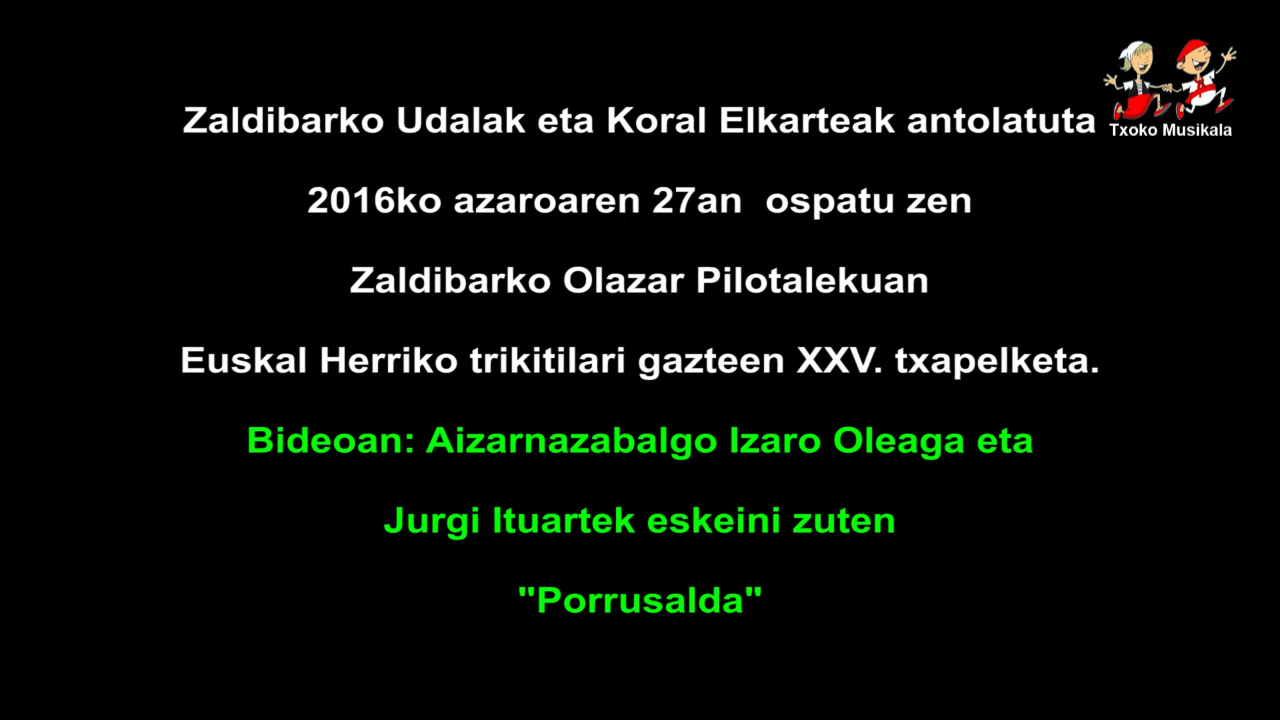 Zaldibarko Udalak eta Koral Elkarteak antolatuta
Txoko Musikala
2016ko azaroaren 27an  ospatu zen
Zaldibarko Olazar Pilotalekuan
Euskal Herriko trikitilari gazteen XXV. txapelketa.
Bideoan: Aizarnazabalgo Izaro Oleaga eta
Jurgi Ituartek eskeini zuten
"Porrusalda"